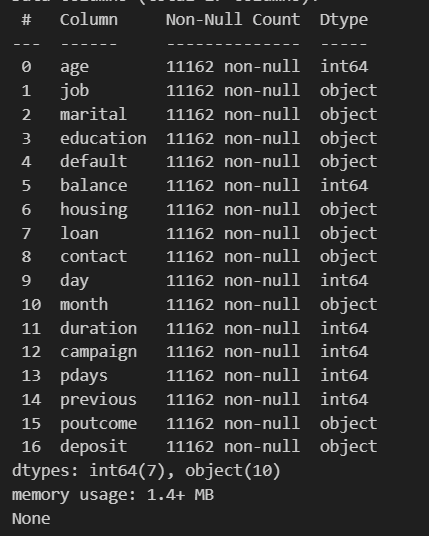 Data columns (total 17 columns):
#   Column     Non-Null Count  Dtype
---  ------     --------------  -----
0   age        11162 non-null  int64
1   job        11162 non-null  object
2   marital    11162 non-null  object
3   education  11162 non-null  object
4   default    11162 non-null  object
5   balance    11162 non-null  int64
6   housing    11162 non-null  object
7   loan       11162 non-null  object
8   contact    11162 non-null  object
9   day        11162 non-null  int64
10  month      11162 non-null  object
11  duration   11162 non-null  int64
12  campaign   11162 non-null  int64
13  pdays      11162 non-null  int64
14  previous   11162 non-null  int64
15  poutcome   11162 non-null  object
16  deposit    11162 non-null  object
dtypes: int64(7), object(10)
memory usage: 1.4+ MB
None